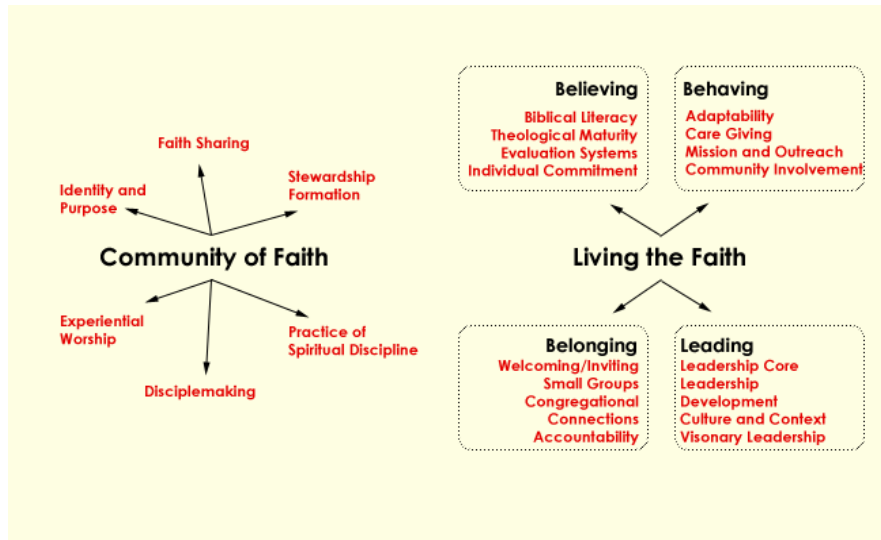 Faith Sharing
Identity and
Purpose
Stewardship
Formation
Community of Faith
Experiential
Worship
Practice of
Spiritual Discipline
Disciplemaking
Believing
Biblical Literacy
Theological Maturity
Evaluation Systems
Individual Commitment
Behaving
Adaptability
Care Giving
Mission and Outreach
Community Involvement
Living the Faith
Belonging
Welcoming/Inviting
Small Groups
Congregational
Connections
Accountability
Leading
Leadership Core
Leadership
Development
Culture and Context
Visonary Leadership